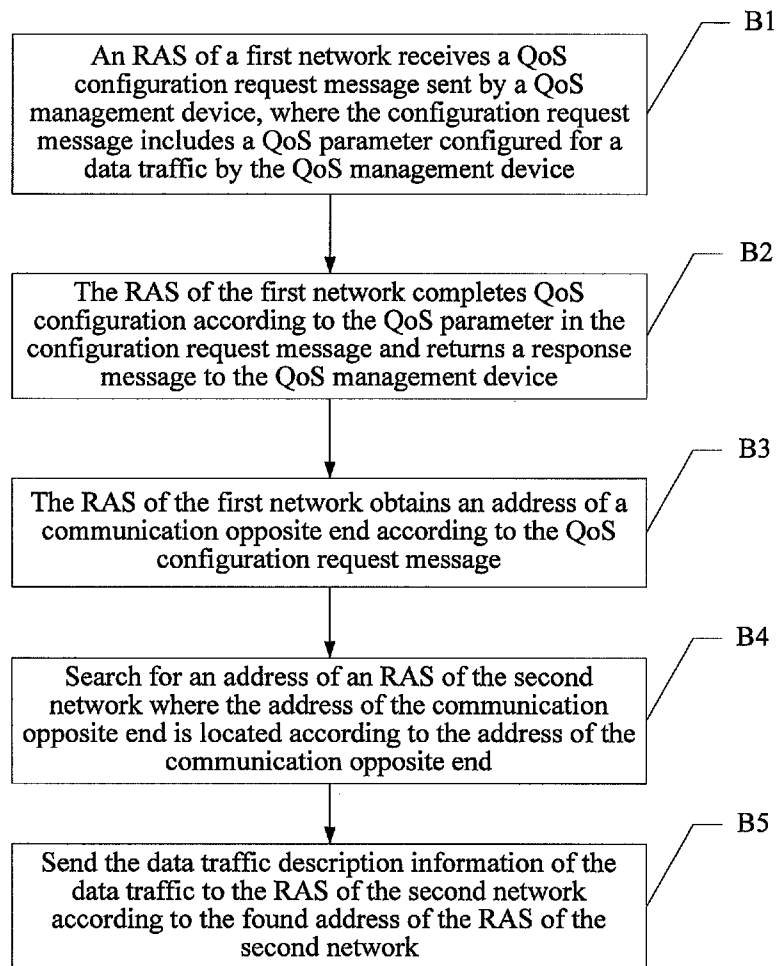 B1
An RAS of a first network receives a QoS
configuration request message sent by a QoS
management device, where the configuration request
message includes a QoS parameter configured for a
data traffic by the QoS management device
B2
The RAS of the first network completes QoS
configuration according to the QoS parameter in the
configuration request message and returns a response
message to the QoS management device
B3
The RAS of the first network obtains an address of a
communication opposite end according to the QoS
configuration request message
B4
Search for an address of an RAS of the second
network where the address of the communication
opposite end is located according to the address of the
communication opposite end
B5
Send the data traffic description information of the
data traffic to the RAS of the second network
according to the found address of the RAS of the
second network